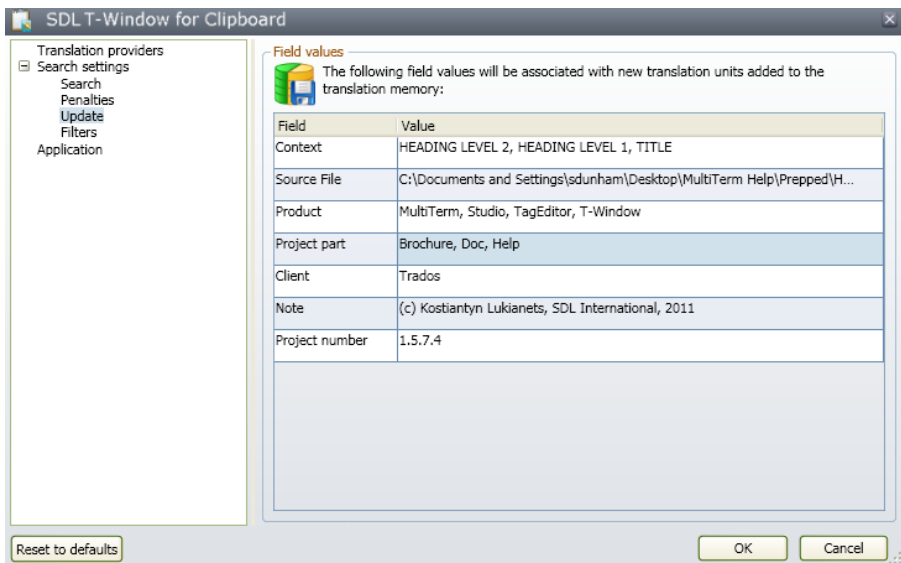 SDL T-Window for Clipboard
Translation providers
Search settings
Search
Penalties
Update
Filters
Application
Field values
The following field values will be associated with new translation units added to the
translation memory:
Field Value
Context HEADING LEVEL 2, HEADING LEVEL 1, TITLE
Source File C:\Documents and Settings\sdunham\Desktop\MultiTerm Help\Prepped\H...
Product MultiTerm, Studio, TagEditor, T-Window
Project part Brochure, Doc, Help
Client Trados
Note (c) Kostiantyn Lukianets, SDL International, 2011
Project number 1.5.7.4
Reset to defaults OK Cancel